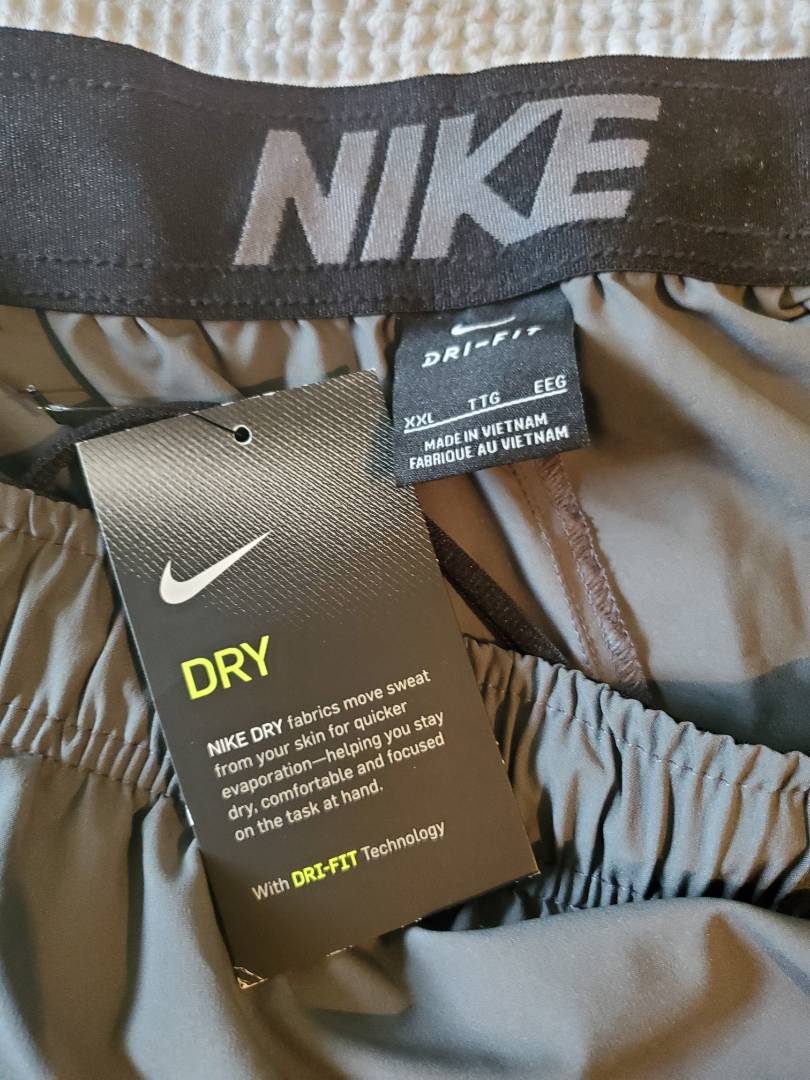 NIKE
DRI-FIT
XXL TTG EEG
MADE IN VIETNAM
FABRIQUE AU VIETNAM
DRY
NIKE DRY fabrics move sweat
from your skin for quicker
evaporation—helping you stay
dry, comfortable and focused
on the task at hand.
With DRI-FIT Technology